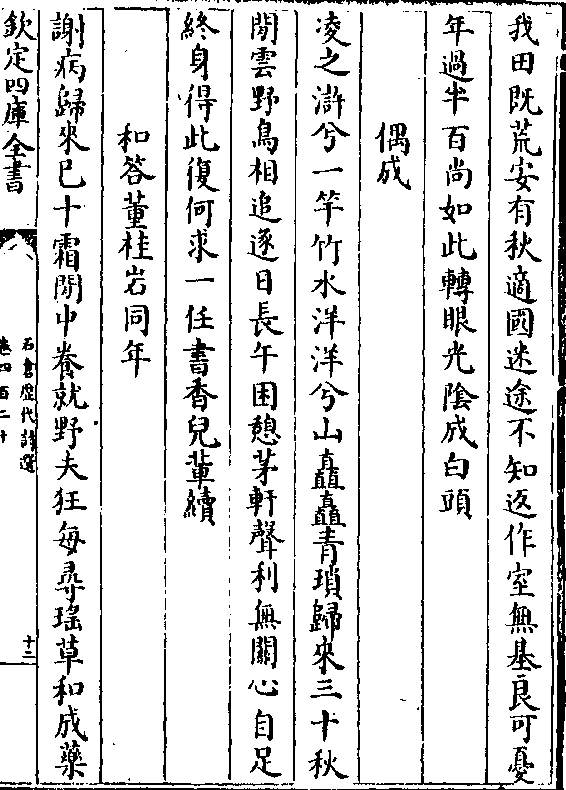 我田既荒安有秋適國迷途不知返作室無基良可憂
年過半百尚如此轉眼光陰成白頭
偶成
凌之滸兮一竿竹水洋洋兮山矗矗青瑣歸來三十秋
閒雲野鳥相追逐日長午困憩茅軒聲利無關心自足
終身得此復何求一任書香兒輩續
和答董桂岩同年
謝病歸來已十霜閒中養就野夫狂每尋瑤草和成藥
欽定四庫全書
石倉歴代詩選
卷四百二十
十二